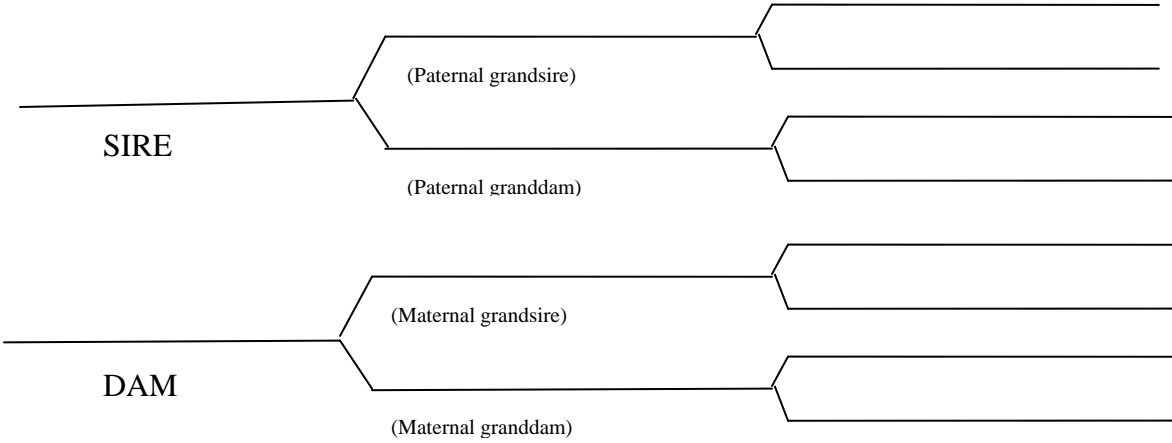 (Paternal grandsire)
SIRE
(Paternal granddam)
(Maternal grandsire)
DAM
(Maternal granddam)